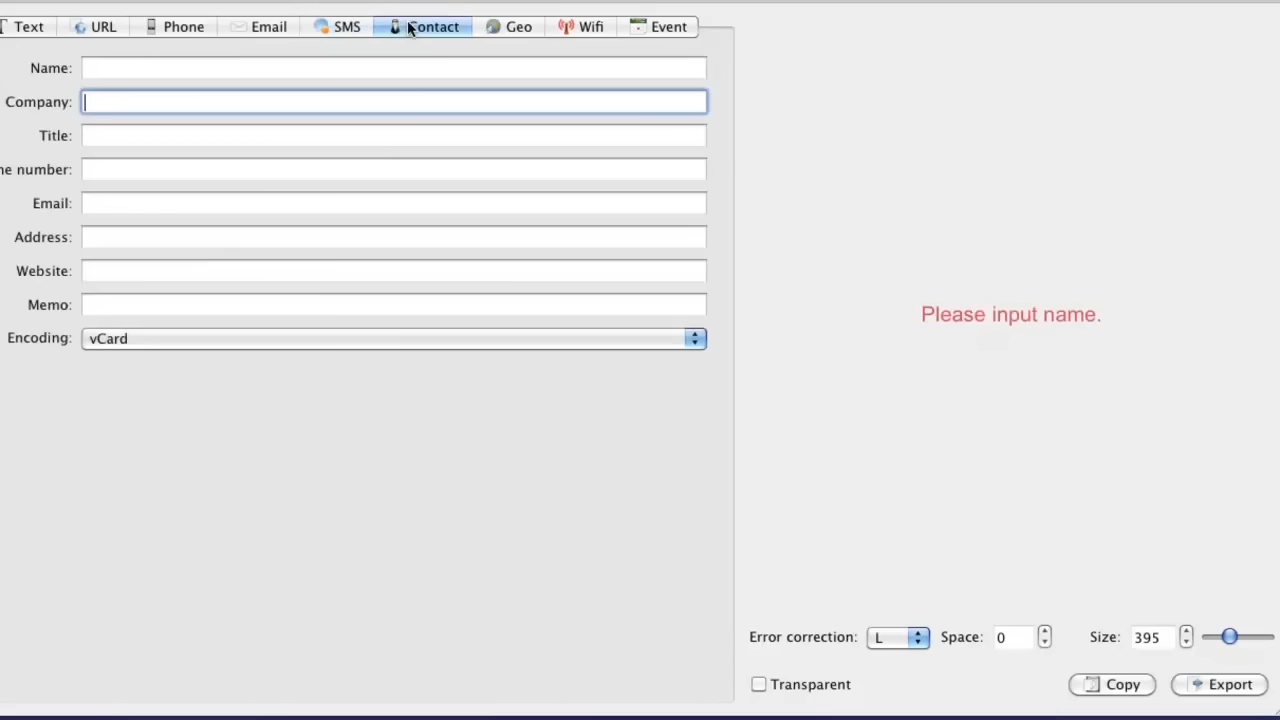 Text URL Phone Email SMS Contact Geo Wifi Event
Name:
Company:
Title:
ne number:
Email:
Address:
Website:
Memo:
Encoding: vCard
Please input name.
Error correction: L Space: 0 Size: 395
Transparent Copy Export